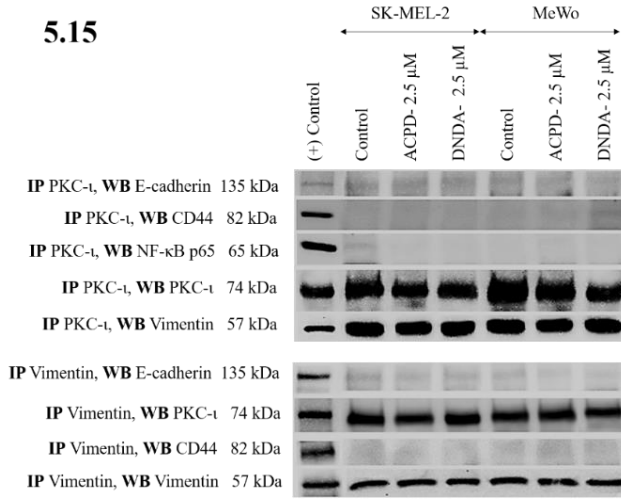 5.15
SK-MEL-2 MeWo
(+) Control
Control
ACPD- 2.5 µM
DNDA- 2.5 µM
Control
ACPD- 2.5 µM
DNDA- 2.5 µM
IP PKC-ι, WB E-cadherin 135 kDa
IP PKC-ι, WB CD44 82 kDa
IP PKC-ι, WB NF-κB p65 65 kDa
IP PKC-ι, WB PKC-ι 74 kDa
IP PKC-ι, WB Vimentin 57 kDa
IP Vimentin, WB E-cadherin 135 kDa
IP Vimentin, WB PKC-ι 74 kDa
IP Vimentin, WB CD44 82 kDa
IP Vimentin, WB Vimentin 57 kDa